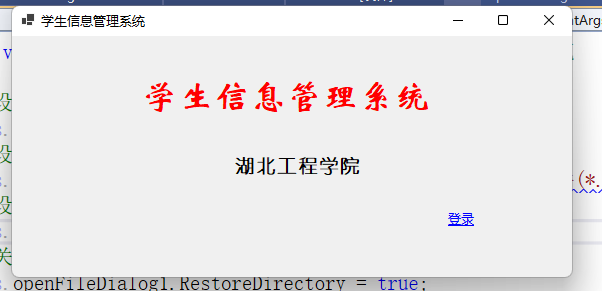 学生信息管理系统
学生信息管理系统
湖北工程学院
登录
openFileDialog1.RestoreDirectory = true;